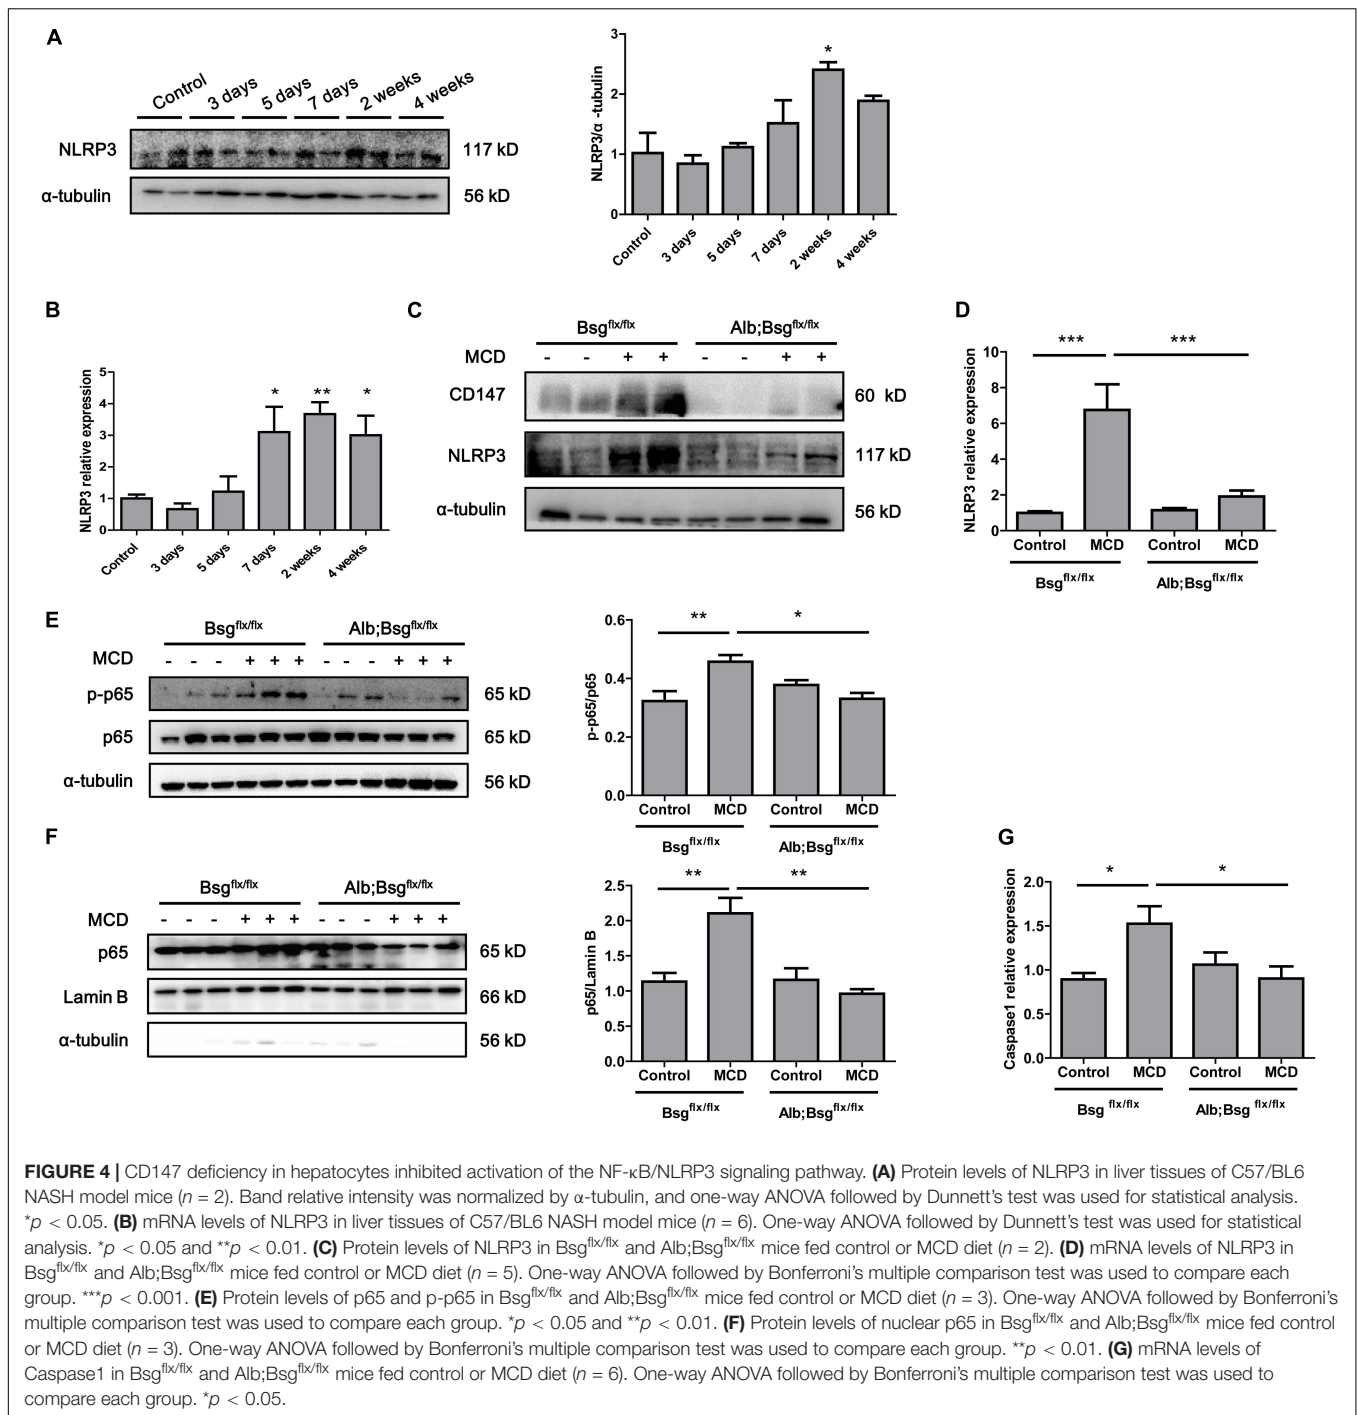 A
Control 3 days 5 days 7 days 2 weeks 4 weeks
NLRP3 117 kD
α-tubulin 56 kD
NLRP3/α -tubulin
3
2
1
0
*
Control 3 days 5 days 7 days 2 weeks 4 weeks
B
NLRP3 relative expression
5
4
3
2
1
0
* ** *
Control 3 days 5 days 7 days 2 weeks 4 weeks
C
Bsgflx/flx Alb;Bsgflx/flx
MCD - - + + - - + +
CD147 60 kD
NLRP3 117 kD
α-tubulin 56 kD
D
NLRP3 relative expression
10
8
6
4
2
0
*** ***
Control MCD Control MCD
Bsgflx/flx Alb;Bsgflx/flx
E
Bsgflx/flx Alb;Bsgflx/flx
MCD - - - + + + - - - + + +
p-p65 65 kD
p65 65 kD
α-tubulin 56 kD
p-p65/p65
0.6
0.4
0.2
0.0
** *
Control MCD Control MCD
Bsgflx/flx Alb;Bsgflx/flx
F
Bsgflx/flx Alb;Bsgflx/flx
MCD - - - + + + - - - + + +
p65 65 kD
Lamin B 66 kD
α-tubulin 56 kD
p65/Lamin B
2.5
2.0
1.5
1.0
0.5
0.0
** **
Control MCD Control MCD
Bsgflx/flx Alb;Bsgflx/flx
G
Caspase1 relative expression
2.0
1.5
1.0
0.5
0.0
* *
Control MCD Control MCD
Bsg flx/flx Alb;Bsg flx/flx
FIGURE 4 | CD147 deficiency in hepatocytes inhibited activation of the NF-κB/NLRP3 signaling pathway. (A) Protein levels of NLRP3 in liver tissues of C57/BL6
NASH model mice (n = 2). Band relative intensity was normalized by α-tubulin, and one-way ANOVA followed by Dunnett's test was used for statistical analysis.
*p < 0.05. (B) mRNA levels of NLRP3 in liver tissues of C57/BL6 NASH model mice (n = 6). One-way ANOVA followed by Dunnett's test was used for statistical
analysis. *p < 0.05 and **p < 0.01. (C) Protein levels of NLRP3 in Bsgflx/flx and Alb;Bsgflx/flx mice fed control or MCD diet (n = 2). (D) mRNA levels of NLRP3 in
Bsgflx/flx and Alb;Bsgflx/flx mice fed control or MCD diet (n = 5). One-way ANOVA followed by Bonferroni's multiple comparison test was used to compare each
group. ***p < 0.001. (E) Protein levels of p65 and p-p65 in Bsgflx/flx and Alb;Bsgflx/flx mice fed control or MCD diet (n = 3). One-way ANOVA followed by Bonferroni's
multiple comparison test was used to compare each group. *p < 0.05 and **p < 0.01. (F) Protein levels of nuclear p65 in Bsgflx/flx and Alb;Bsgflx/flx mice fed control
or MCD diet (n = 3). One-way ANOVA followed by Bonferroni's multiple comparison test was used to compare each group. **p < 0.01. (G) mRNA levels of
Caspase1 in Bsgflx/flx and Alb;Bsgflx/flx mice fed control or MCD diet (n = 6). One-way ANOVA followed by Bonferroni's multiple comparison test was used to
compare each group. *p < 0.05.